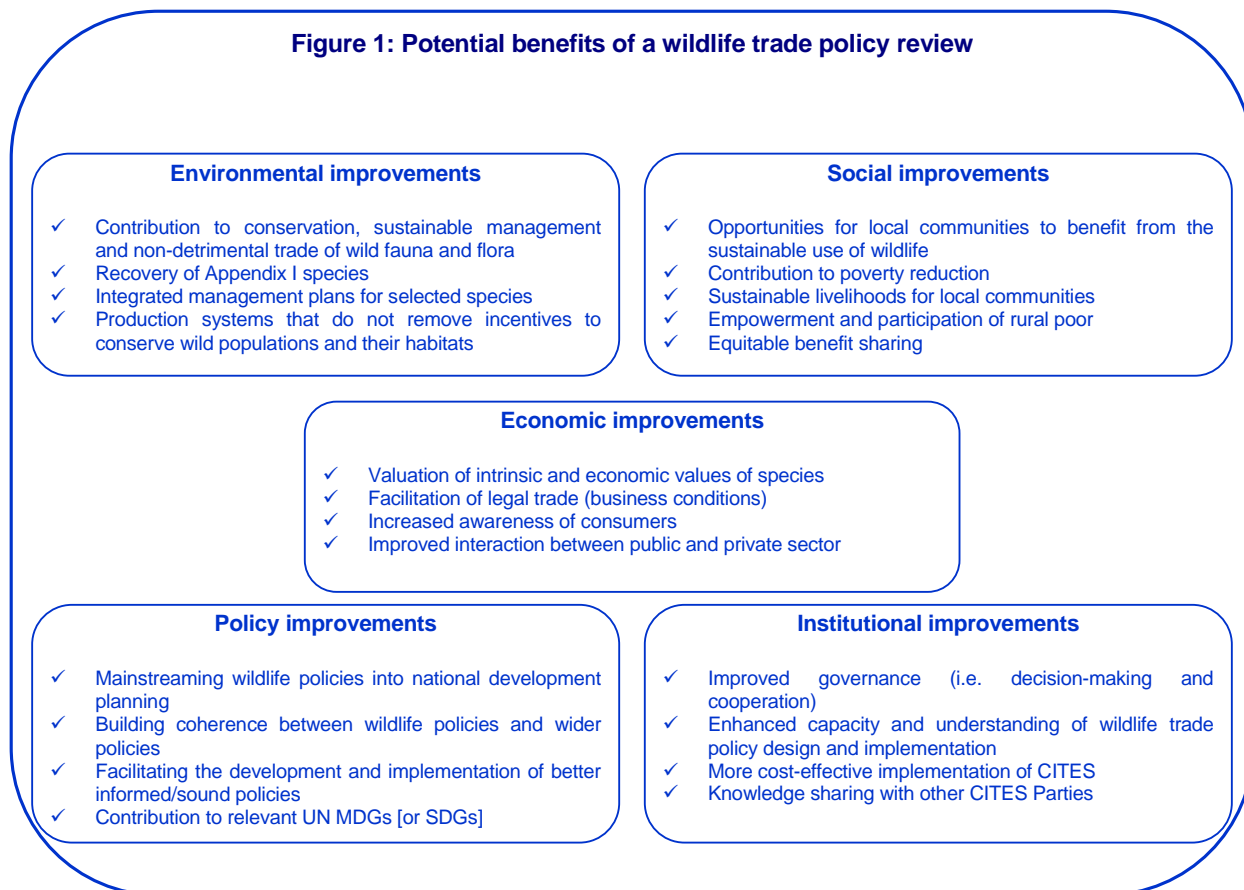 Figure 1: Potential benefits of a wildlife trade policy review
Environmental improvements
✓ Contribution to conservation, sustainable management
and non-detrimental trade of wild fauna and flora
✓ Recovery of Appendix I species
✓ Integrated management plans for selected species
✓ Production systems that do not remove incentives to
conserve wild populations and their habitats
Social improvements
✓ Opportunities for local communities to benefit from the
sustainable use of wildlife
✓ Contribution to poverty reduction
✓ Sustainable livelihoods for local communities
✓ Empowerment and participation of rural poor
✓ Equitable benefit sharing
Economic improvements
✓ Valuation of intrinsic and economic values of species
✓ Facilitation of legal trade (business conditions)
✓ Increased awareness of consumers
✓ Improved interaction between public and private sector
Policy improvements
✓ Mainstreaming wildlife policies into national development
planning
✓ Building coherence between wildlife policies and wider
policies
✓ Facilitating the development and implementation of better
informed/sound policies
✓ Contribution to relevant UN MDGs [or SDGs]
Institutional improvements
✓ Improved governance (i.e. decision-making and
cooperation)
✓ Enhanced capacity and understanding of wildlife trade
policy design and implementation
✓ More cost-effective implementation of CITES
✓ Knowledge sharing with other CITES Parties